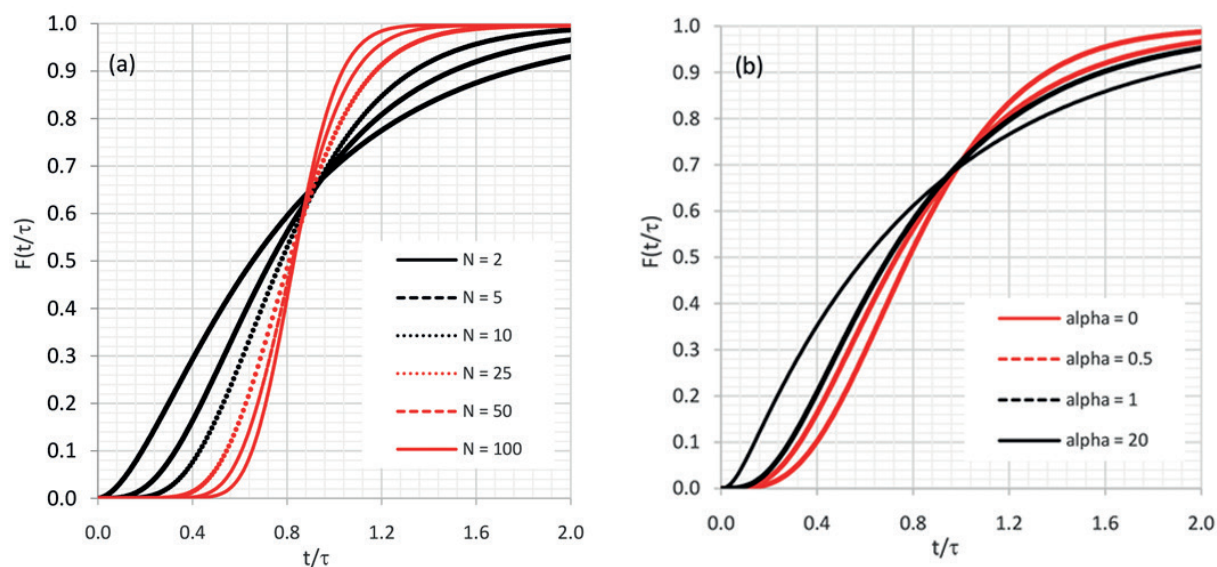 (a)
F(t/τ)
1.0
0.9
0.8
0.7
0.6
0.5
0.4
0.3
0.2
0.1
0.0
N = 2
N = 5
N = 10
N = 25
N = 50
N = 100
0.0 0.4 0.8 1.2 1.6 2.0
t/τ
(b)
F(t/τ)
1.0
0.9
0.8
0.7
0.6
0.5
0.4
0.3
0.2
0.1
0.0
alpha = 0
alpha = 0.5
alpha = 1
alpha = 20
0.0 0.4 0.8 1.2 1.6 2.0
t/τ